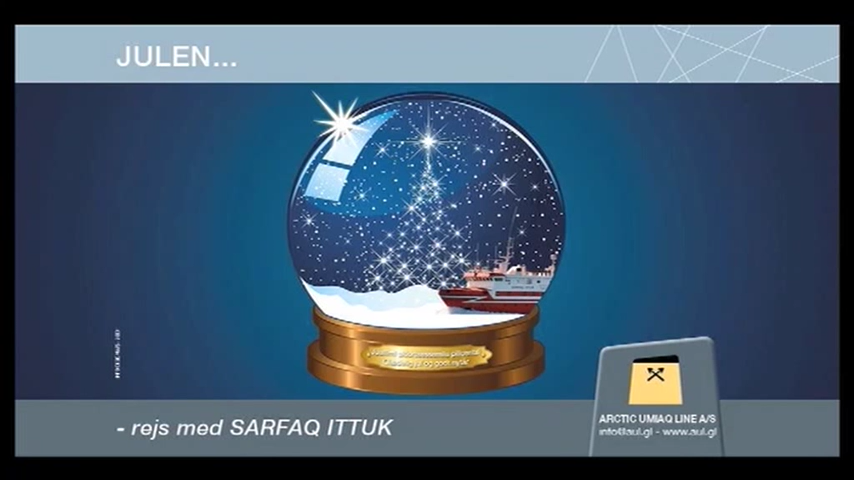 JULEN...
- rejs med SARFAQ ITTUK
ARCTIC UMIAQ LINE A/S
info@aul.gl - www.aul.gl